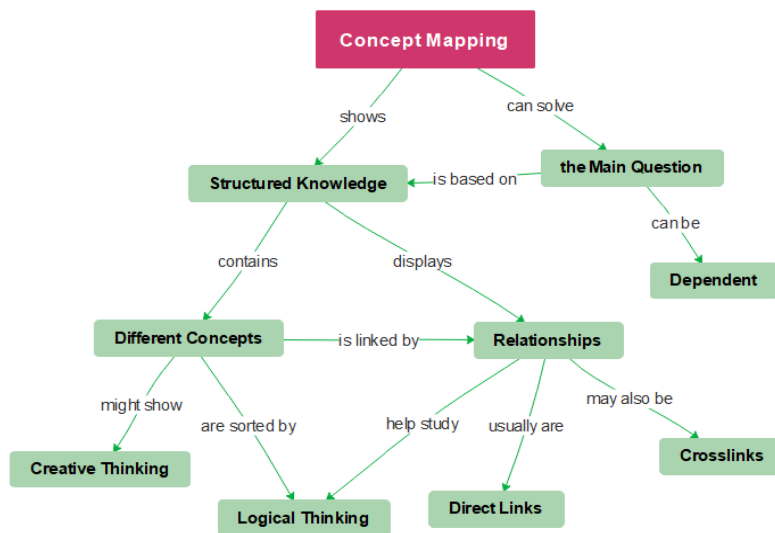 Concept Mapping
shows
can solve
Structured Knowledge
is based on
the Main Question
can be
contains
displays
Dependent
Different Concepts
is linked by
Relationships
might show
are sorted by
help study
usually are
may also be
Creative Thinking
Crosslinks
Logical Thinking
Direct Links